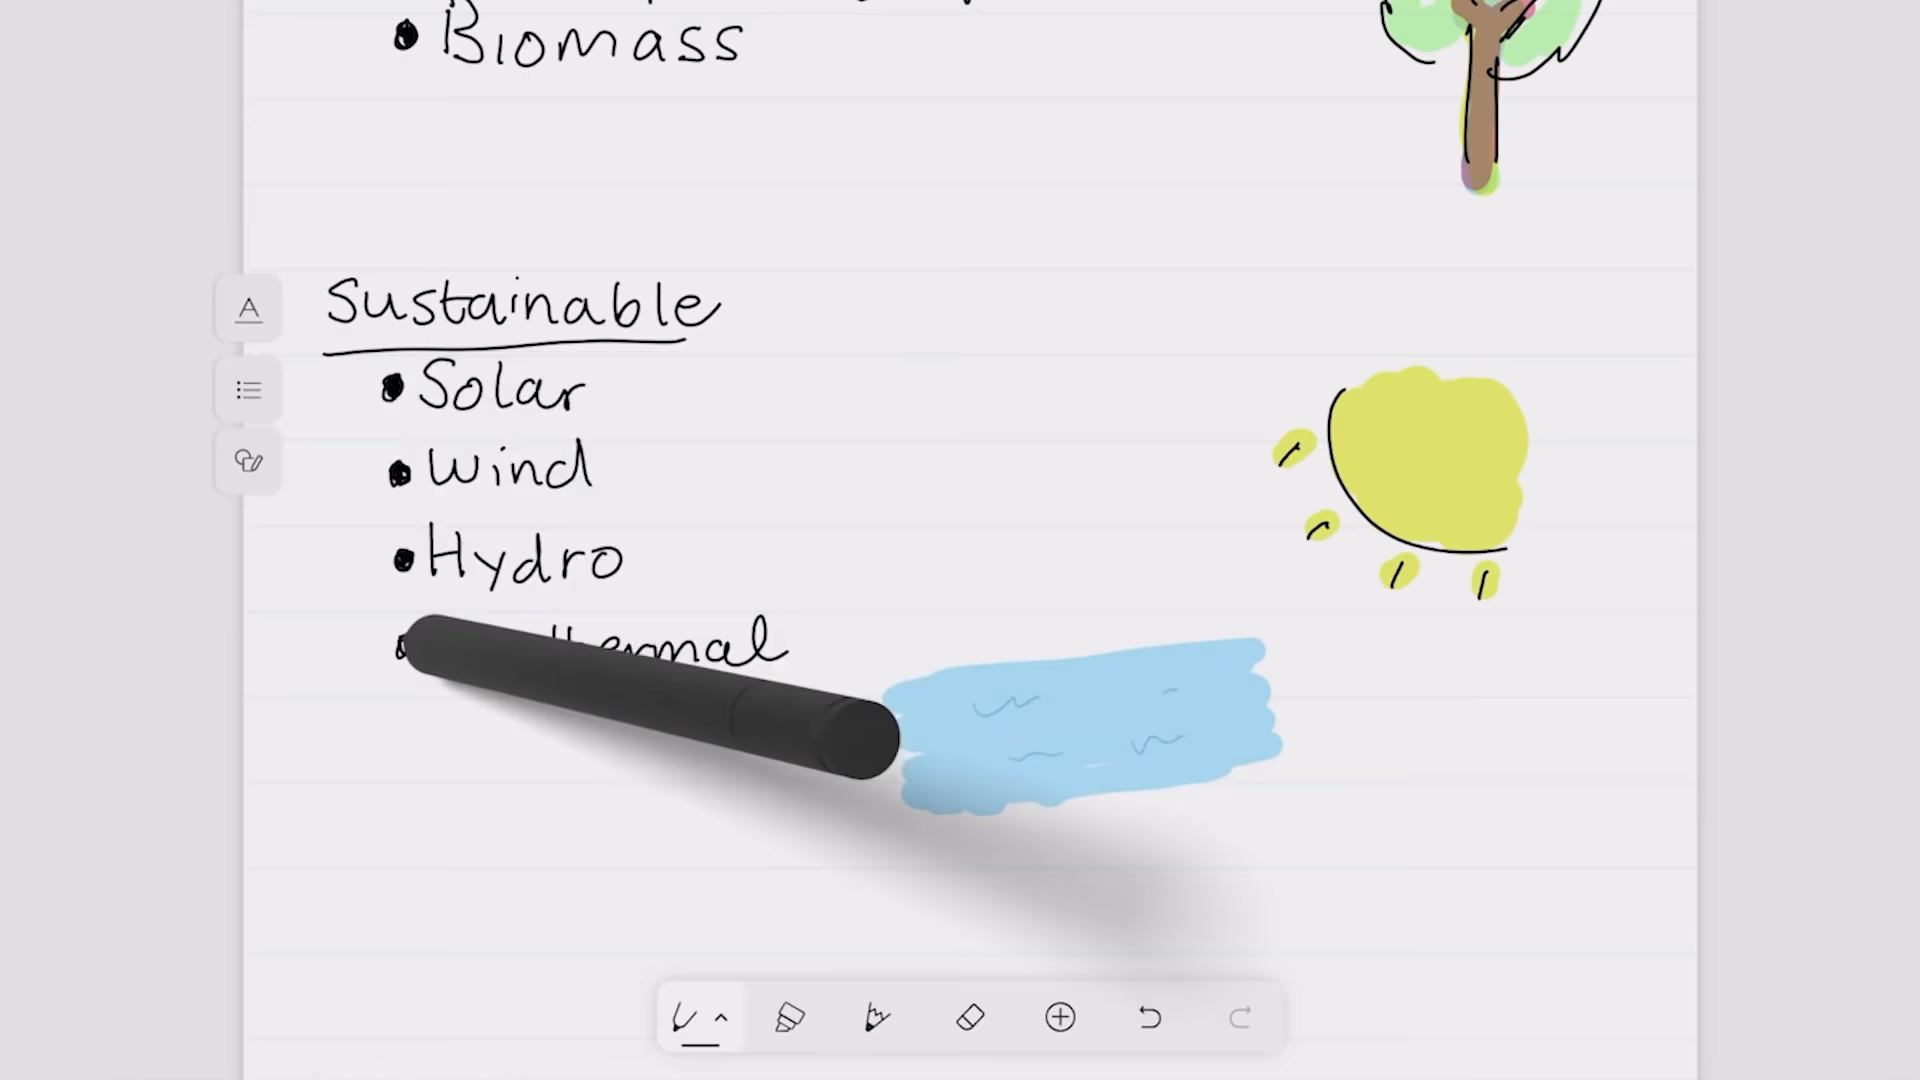 • Biomass
Sustainable
• Solar
• Wind
• Hydro
A